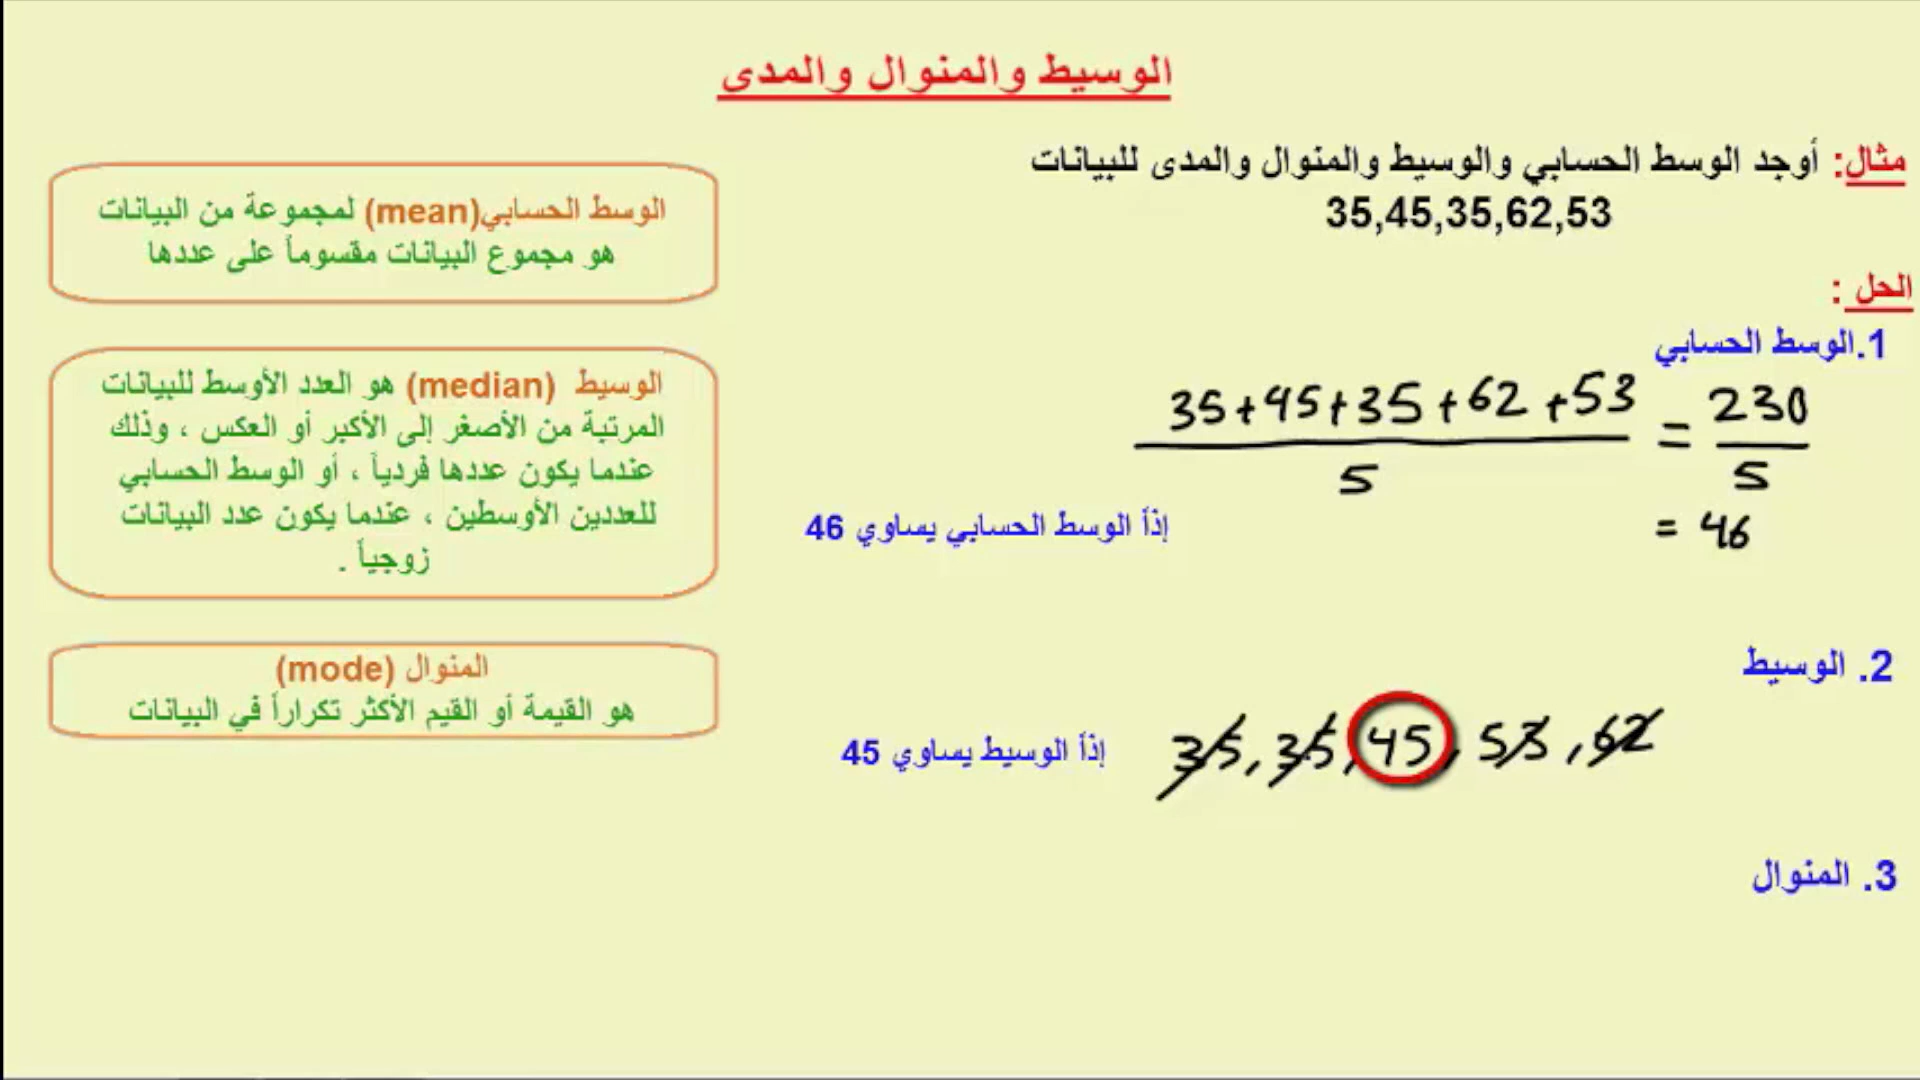 الوسيط والمنوال والمدى
مثال: أوجد الوسط الحسابي والوسيط والمنوال والمدى للبيانات
35,45,35,62,53
الحل :
1.الوسط الحسابي
35+45+35+62+53 = 230
5 5
= 46
إذاً الوسط الحسابي يساوي 46
2. الوسيط
35,35,45,53,62
إذاً الوسيط يساوي 45
3. المنوال
الوسط الحسابي(mean) لمجموعة من البيانات
هو مجموع البيانات مقسوماً على عددها
الوسيط (median) هو العدد الأوسط للبيانات
المرتبة من الأصغر إلى الأكبر أو العكس ، وذلك
عندما يكون عددها فردياً ، أو الوسط الحسابي
للعددين الأوسطين ، عندما يكون عدد البيانات
زوجياً .
المنوال (mode)
هو القيمة أو القيم الأكثر تكراراً في البيانات